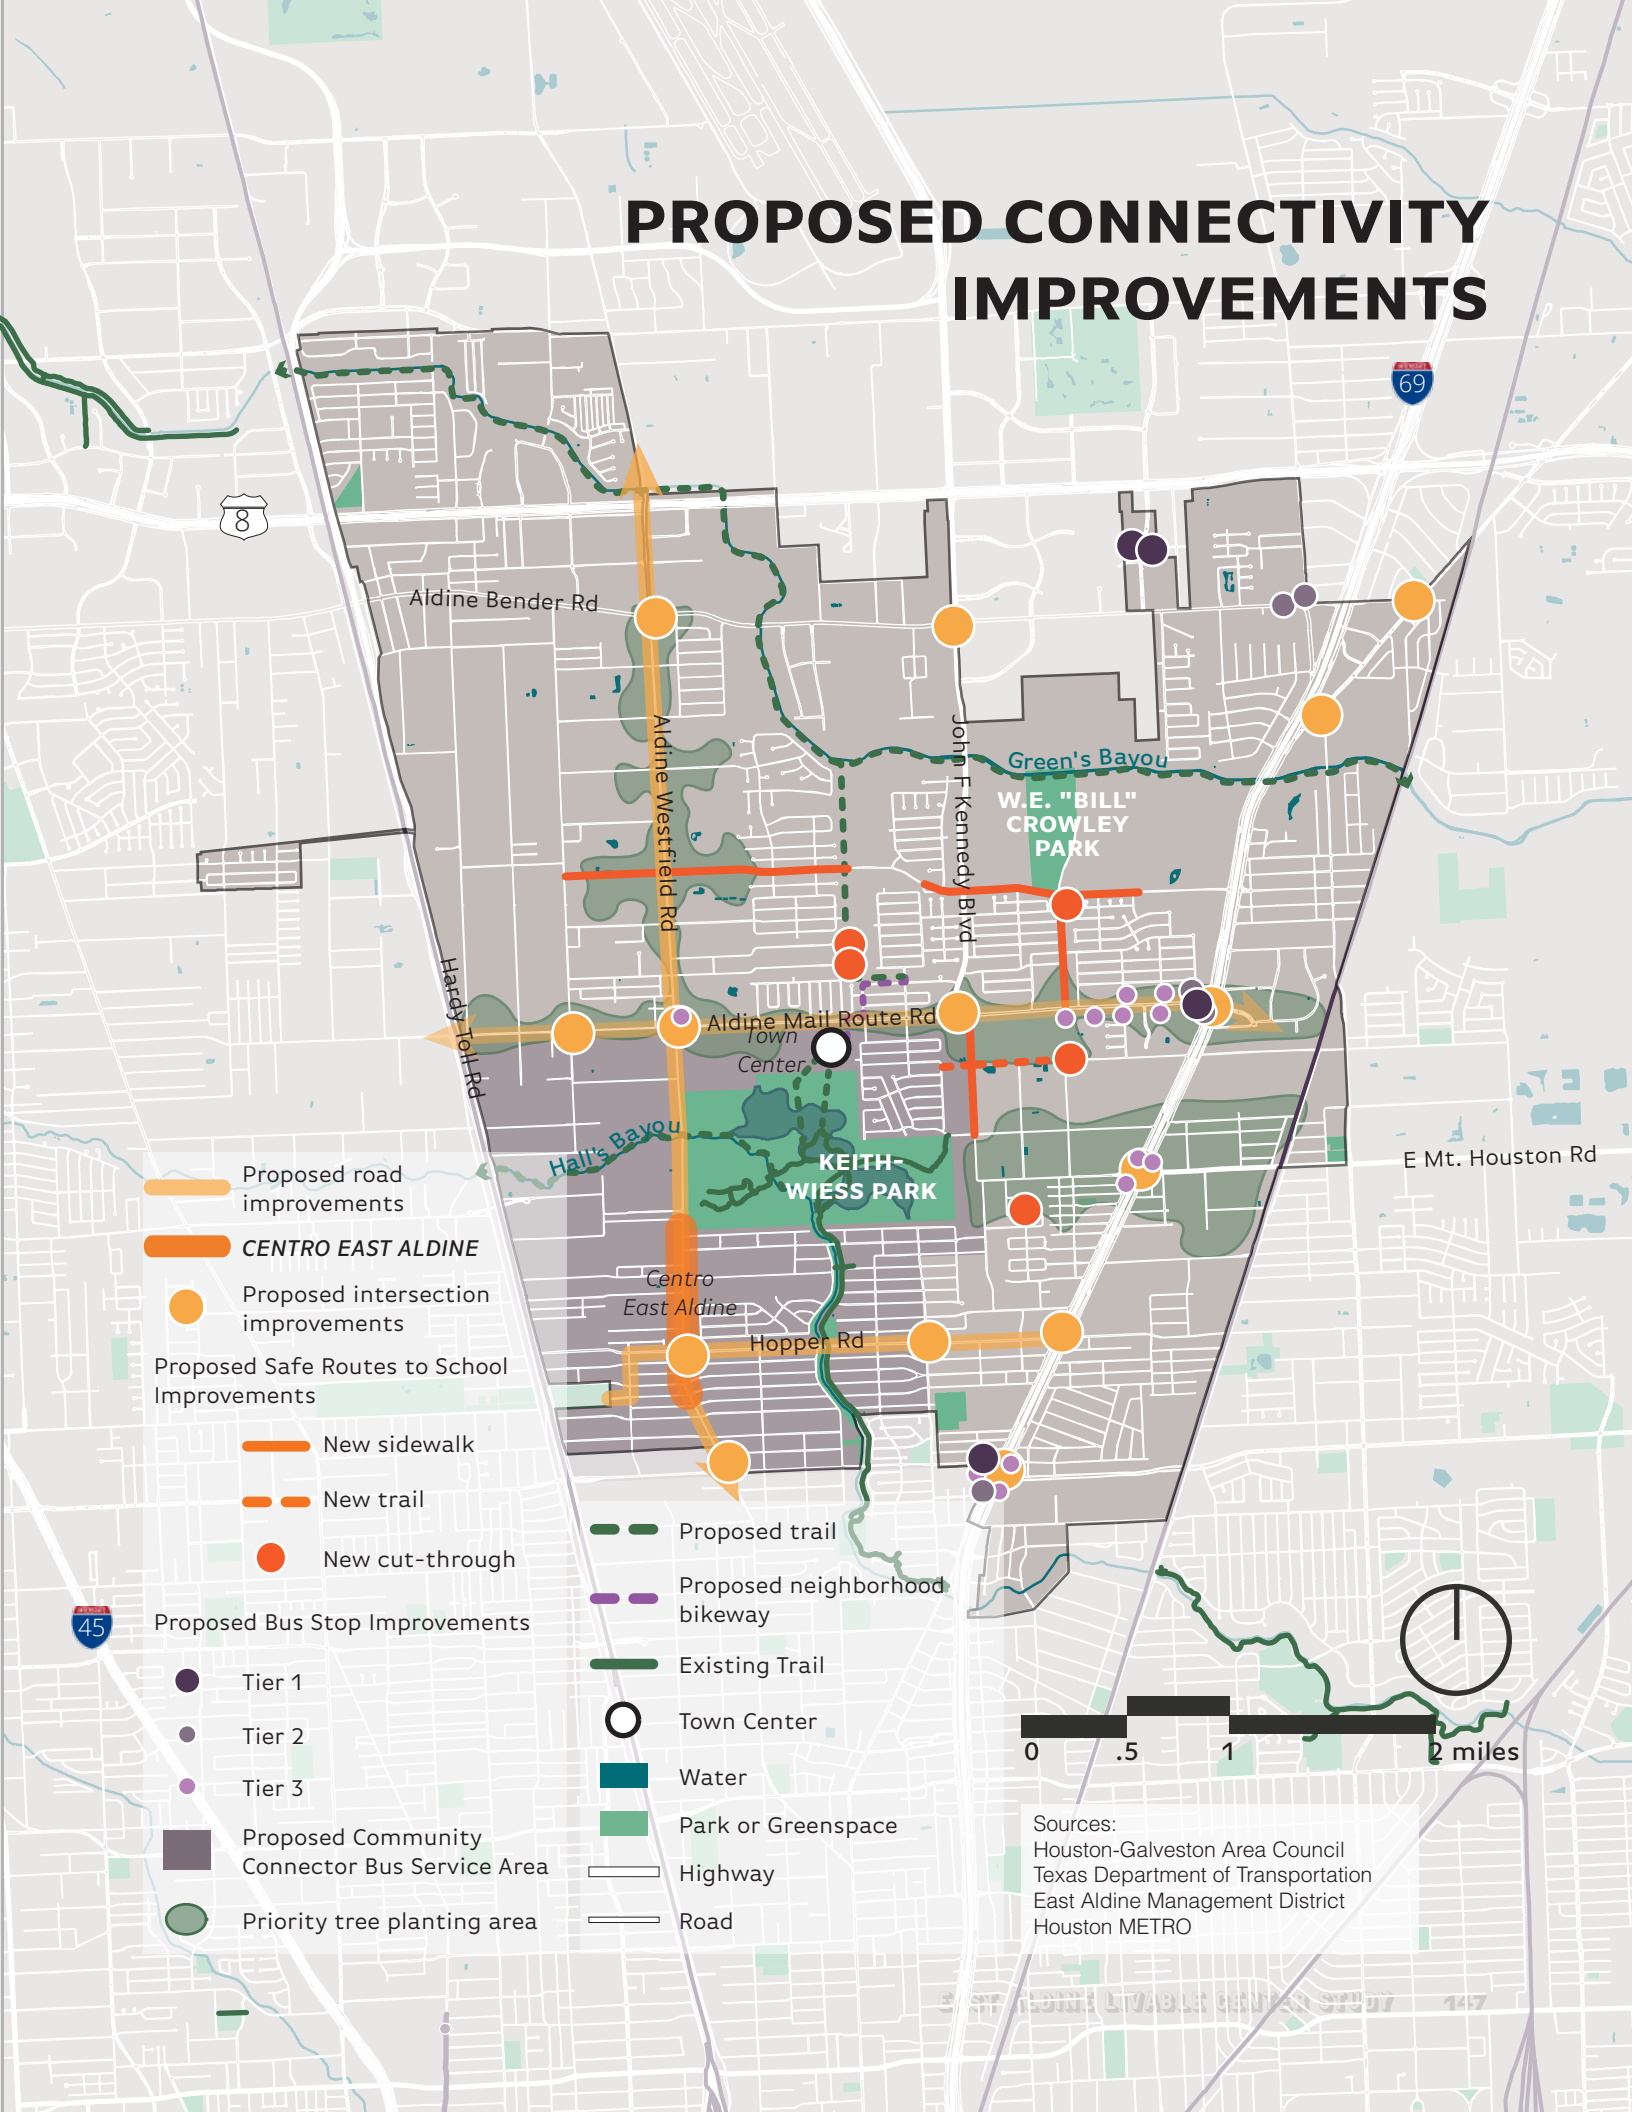 PROPOSED CONNECTIVITY
IMPROVEMENTS
69
8
Aldine Bender Rd
Aldine Westfield Rd
John F Kennedy Blvd
Green's Bayou
W.E. "BILL"
CROWLEY
PARK
Hardy Toll Rd
Aldine Mail Route Rd
Town
Center
Hall's Bayou
KEITH-
WIESS PARK
E Mt. Houston Rd
Centro
East Aldine
Hopper Rd
45
Proposed road
improvements
CENTRO EAST ALDINE
Proposed intersection
improvements
Proposed Safe Routes to School
Improvements
New sidewalk
New trail
New cut-through
Proposed Bus Stop Improvements
Tier 1
Tier 2
Tier 3
Proposed Community
Connector Bus Service Area
Priority tree planting area
Proposed trail
Proposed neighborhood
bikeway
Existing Trail
Town Center
Water
Park or Greenspace
Highway
Road
0 .5 1 2 miles
Sources:
Houston-Galveston Area Council
Texas Department of Transportation
East Aldine Management District
Houston METRO
EAST ALDINE LIVABLE CENTER STUDY 147